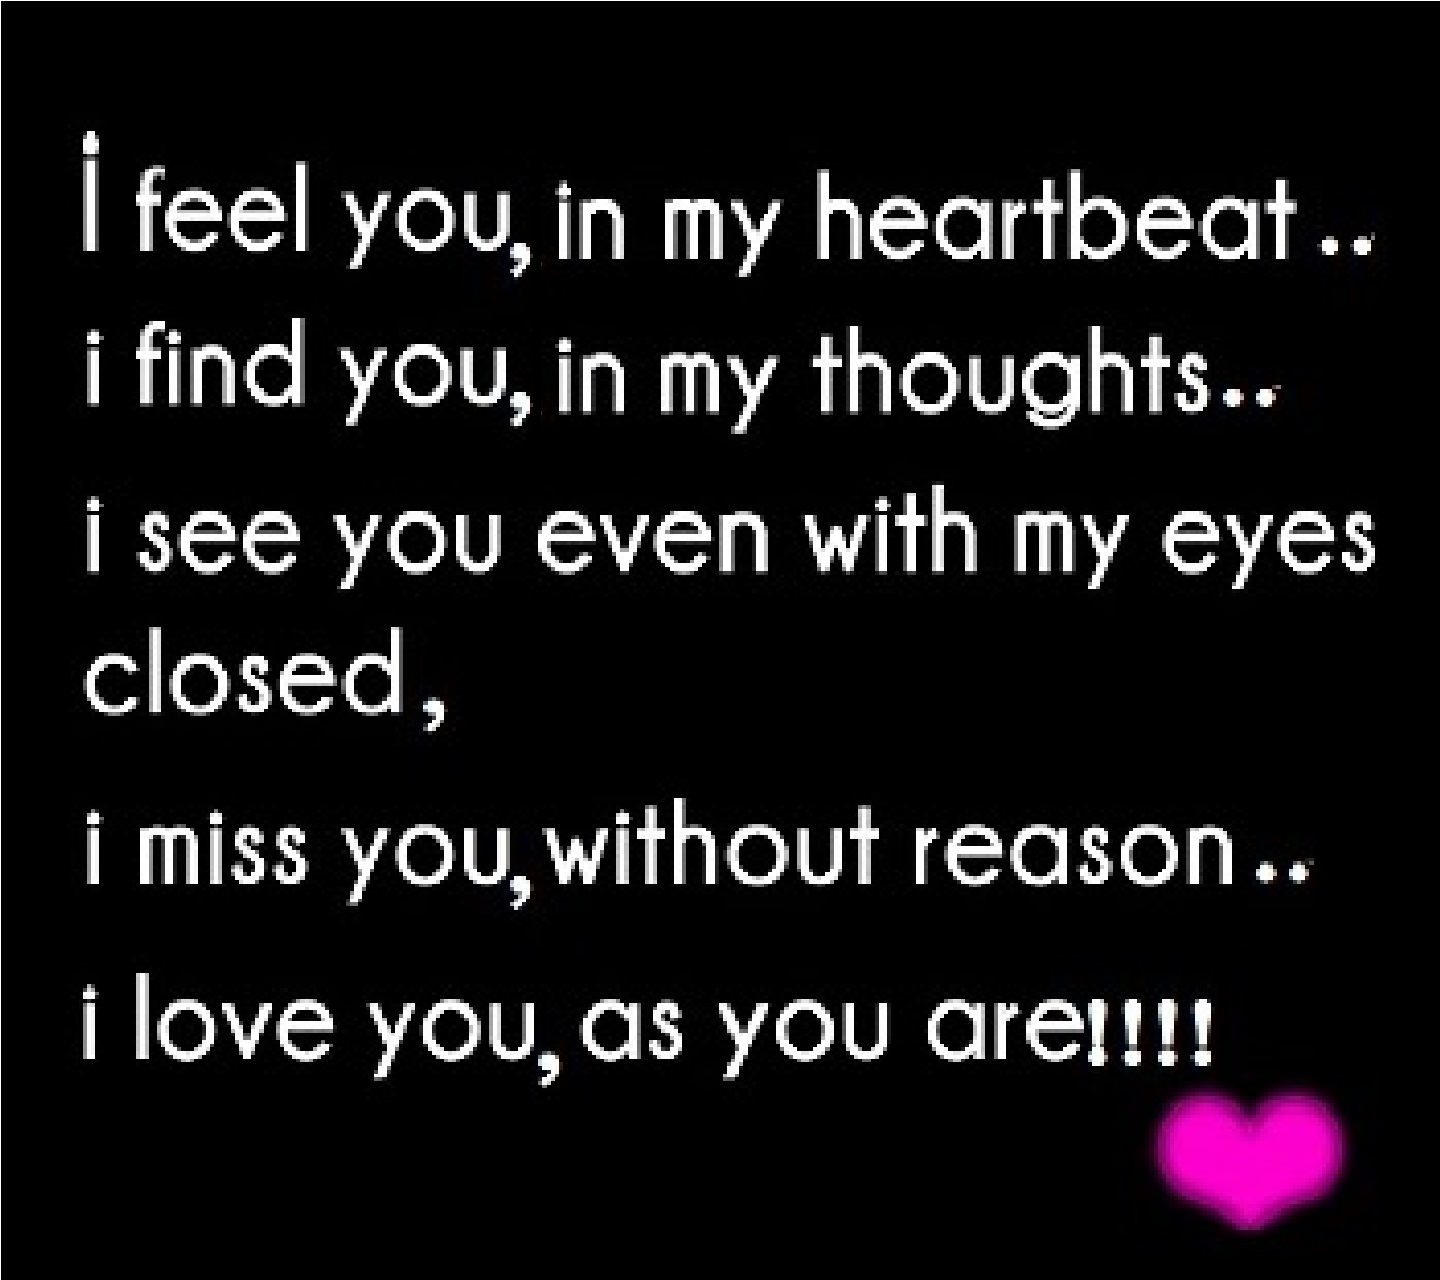 i feel you, in my heartbeat ..
i find you, in my thoughts..
i see you even with my eyes
closed ,
i miss you,without reason ..
i love you, as you are!!!!